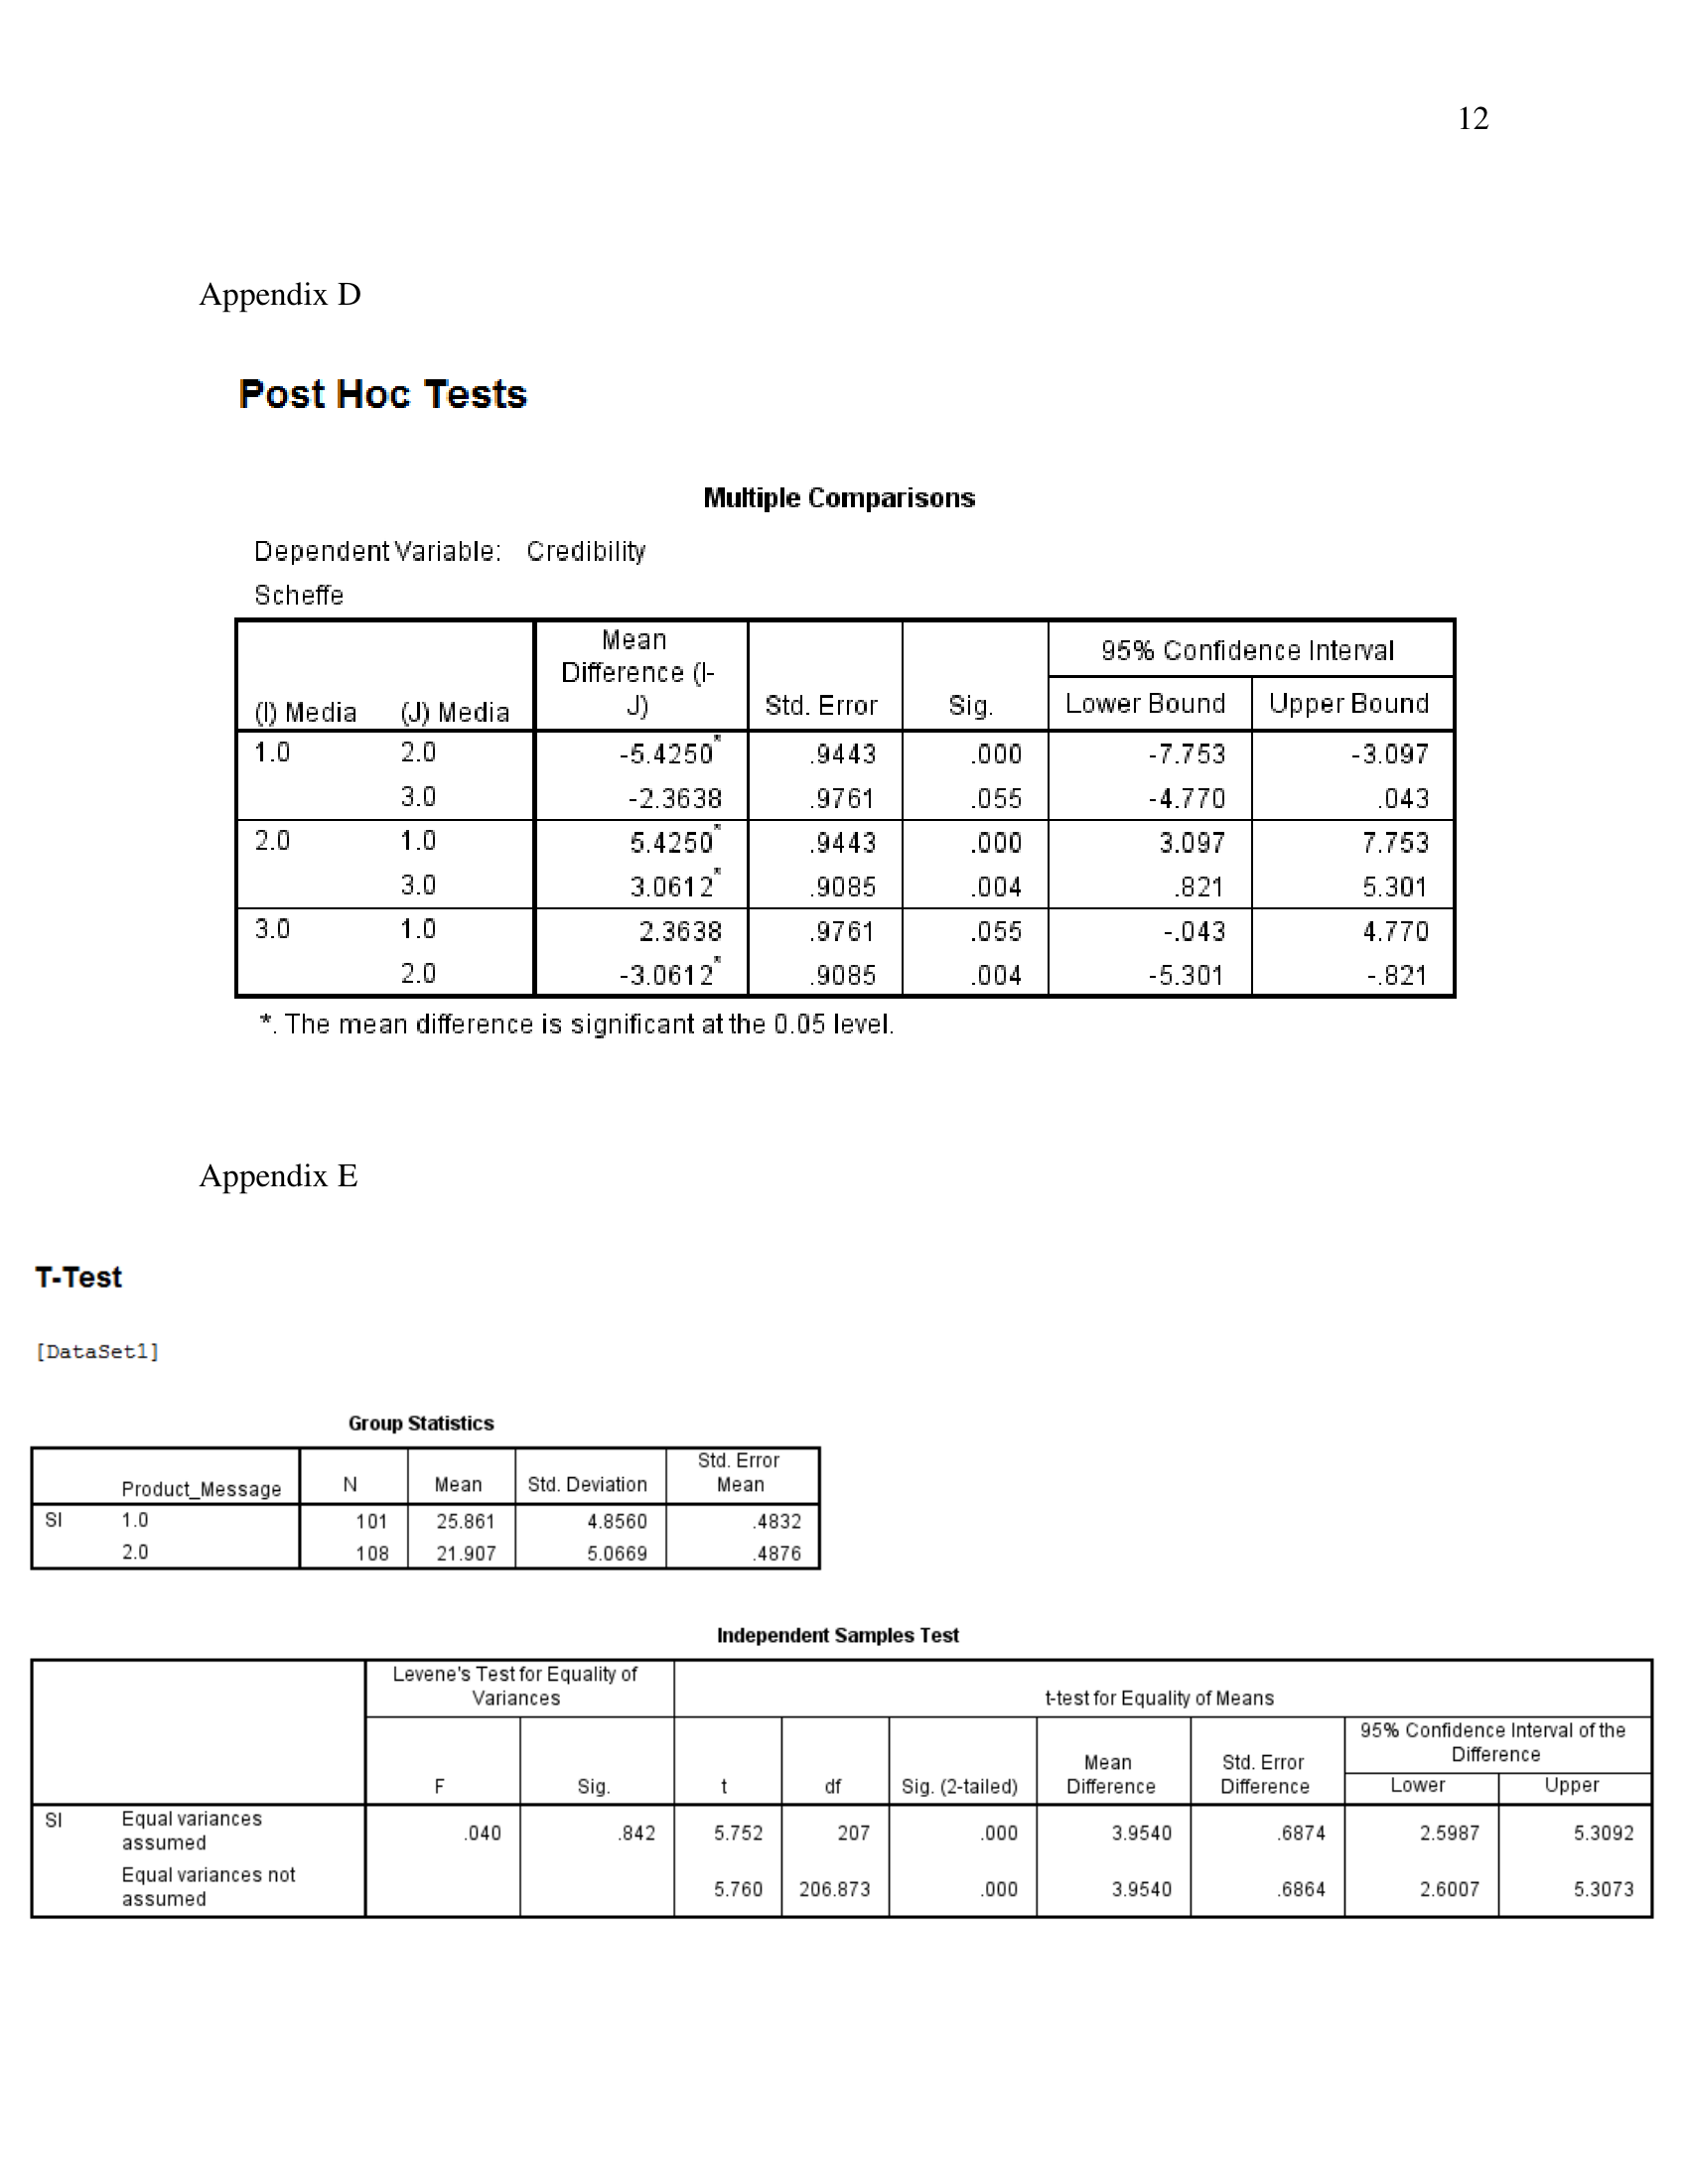 12
Appendix D
Post Hoc Tests
Multiple Comparisons
Dependent Variable: Credibility
Scheffe
(I) Media (J) Media Mean Difference (I-J) Std. Error Sig. 95% Confidence Interval
Lower Bound Upper Bound
1.0 2.0 -5.4250* .9443 .000 -7.753 -3.097
3.0 -2.3638 .9761 .055 -4.770 .043
2.0 1.0 5.4250* .9443 .000 3.097 7.753
3.0 3.0612* .9085 .004 .821 5.301
3.0 1.0 2.3638 .9761 .055 -.043 4.770
2.0 -3.0612* .9085 .004 -5.301 -.821
*. The mean difference is significant at the 0.05 level.
Appendix E
T-Test
[DataSet1]
Group Statistics
Product_Message N Mean Std. Deviation Std. Error Mean
SI 1.0 101 25.861 4.8560 .4832
2.0 108 21.907 5.0669 .4876
Independent Samples Test
Levene's Test for Equality of Variances t-test for Equality of Means
F Sig. t df Sig. (2-tailed) Mean Difference Std. Error Difference 95% Confidence Interval of the Difference
Lower Upper
SI Equal variances assumed .040 .842 5.752 207 .000 3.9540 .6874 2.5987 5.3092
Equal variances not assumed 5.760 206.873 .000 3.9540 .6864 2.6007 5.3073